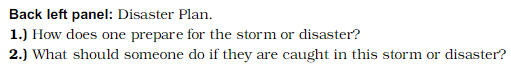 Back left panel: Disaster Plan.
1.) How does one prepare for the storm or disaster?
2.) What should someone do if they are caught in this storm or disaster?